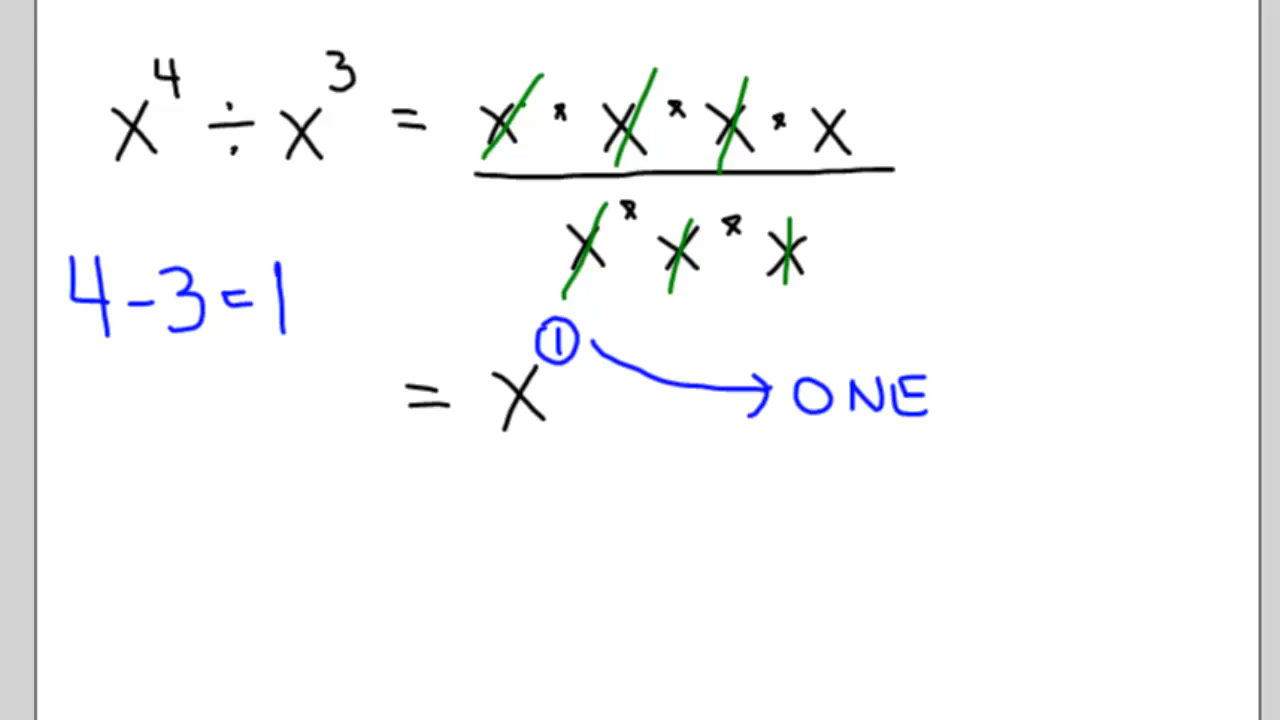 x⁴ ÷ x³ = x * x * x * x
x * x * x
4-3=1
= x¹ → ONE